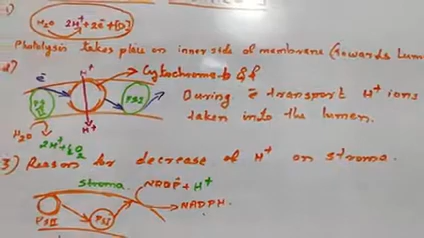 1)
H₂O 2H⁺+2e⁻+[O]
Photolysis takes place on inner side of membrane (towards Lum
2)
H⁺
Cytochrome b6f
e⁻
PSII
PSI
During e⁻ transport H⁺ ions
taken into the lumen.
H⁺
H₂O
2H⁺+½O₂
3) Reason for decrease of H⁺ on stroma.
stroma
NADP⁺ + H⁺
NADPH.
PSII
PSI